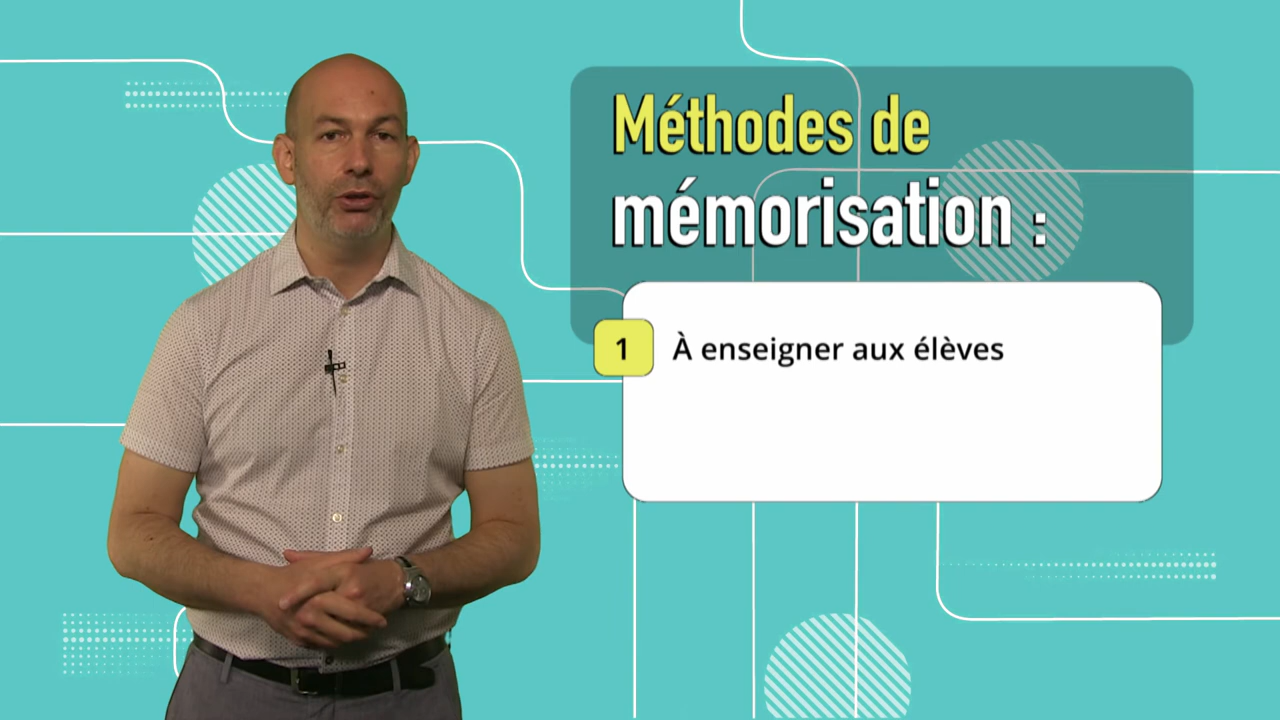 Méthodes de
mémorisation :
1 À enseigner aux élèves